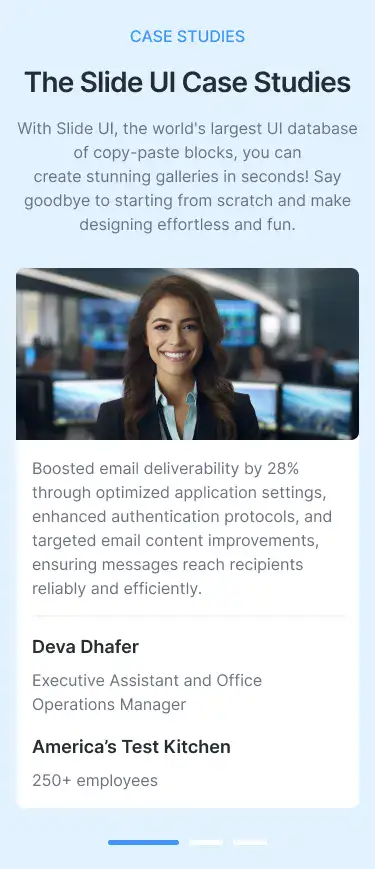 CASE STUDIES
The Slide UI Case Studies
With Slide UI, the world's largest UI database
of copy-paste blocks, you can
create stunning galleries in seconds! Say
goodbye to starting from scratch and make
designing effortless and fun.
Boosted email deliverability by 28%
through optimized application settings,
enhanced authentication protocols, and
targeted email content improvements,
ensuring messages reach recipients
reliably and efficiently.
Deva Dhafer
Executive Assistant and Office
Operations Manager
America’s Test Kitchen
250+ employees